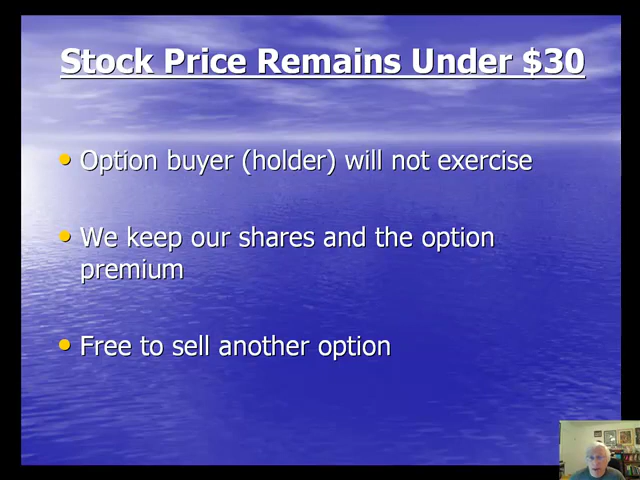 Stock Price Remains Under $30
• Option buyer (holder) will not exercise
• We keep our shares and the option
premium
• Free to sell another option